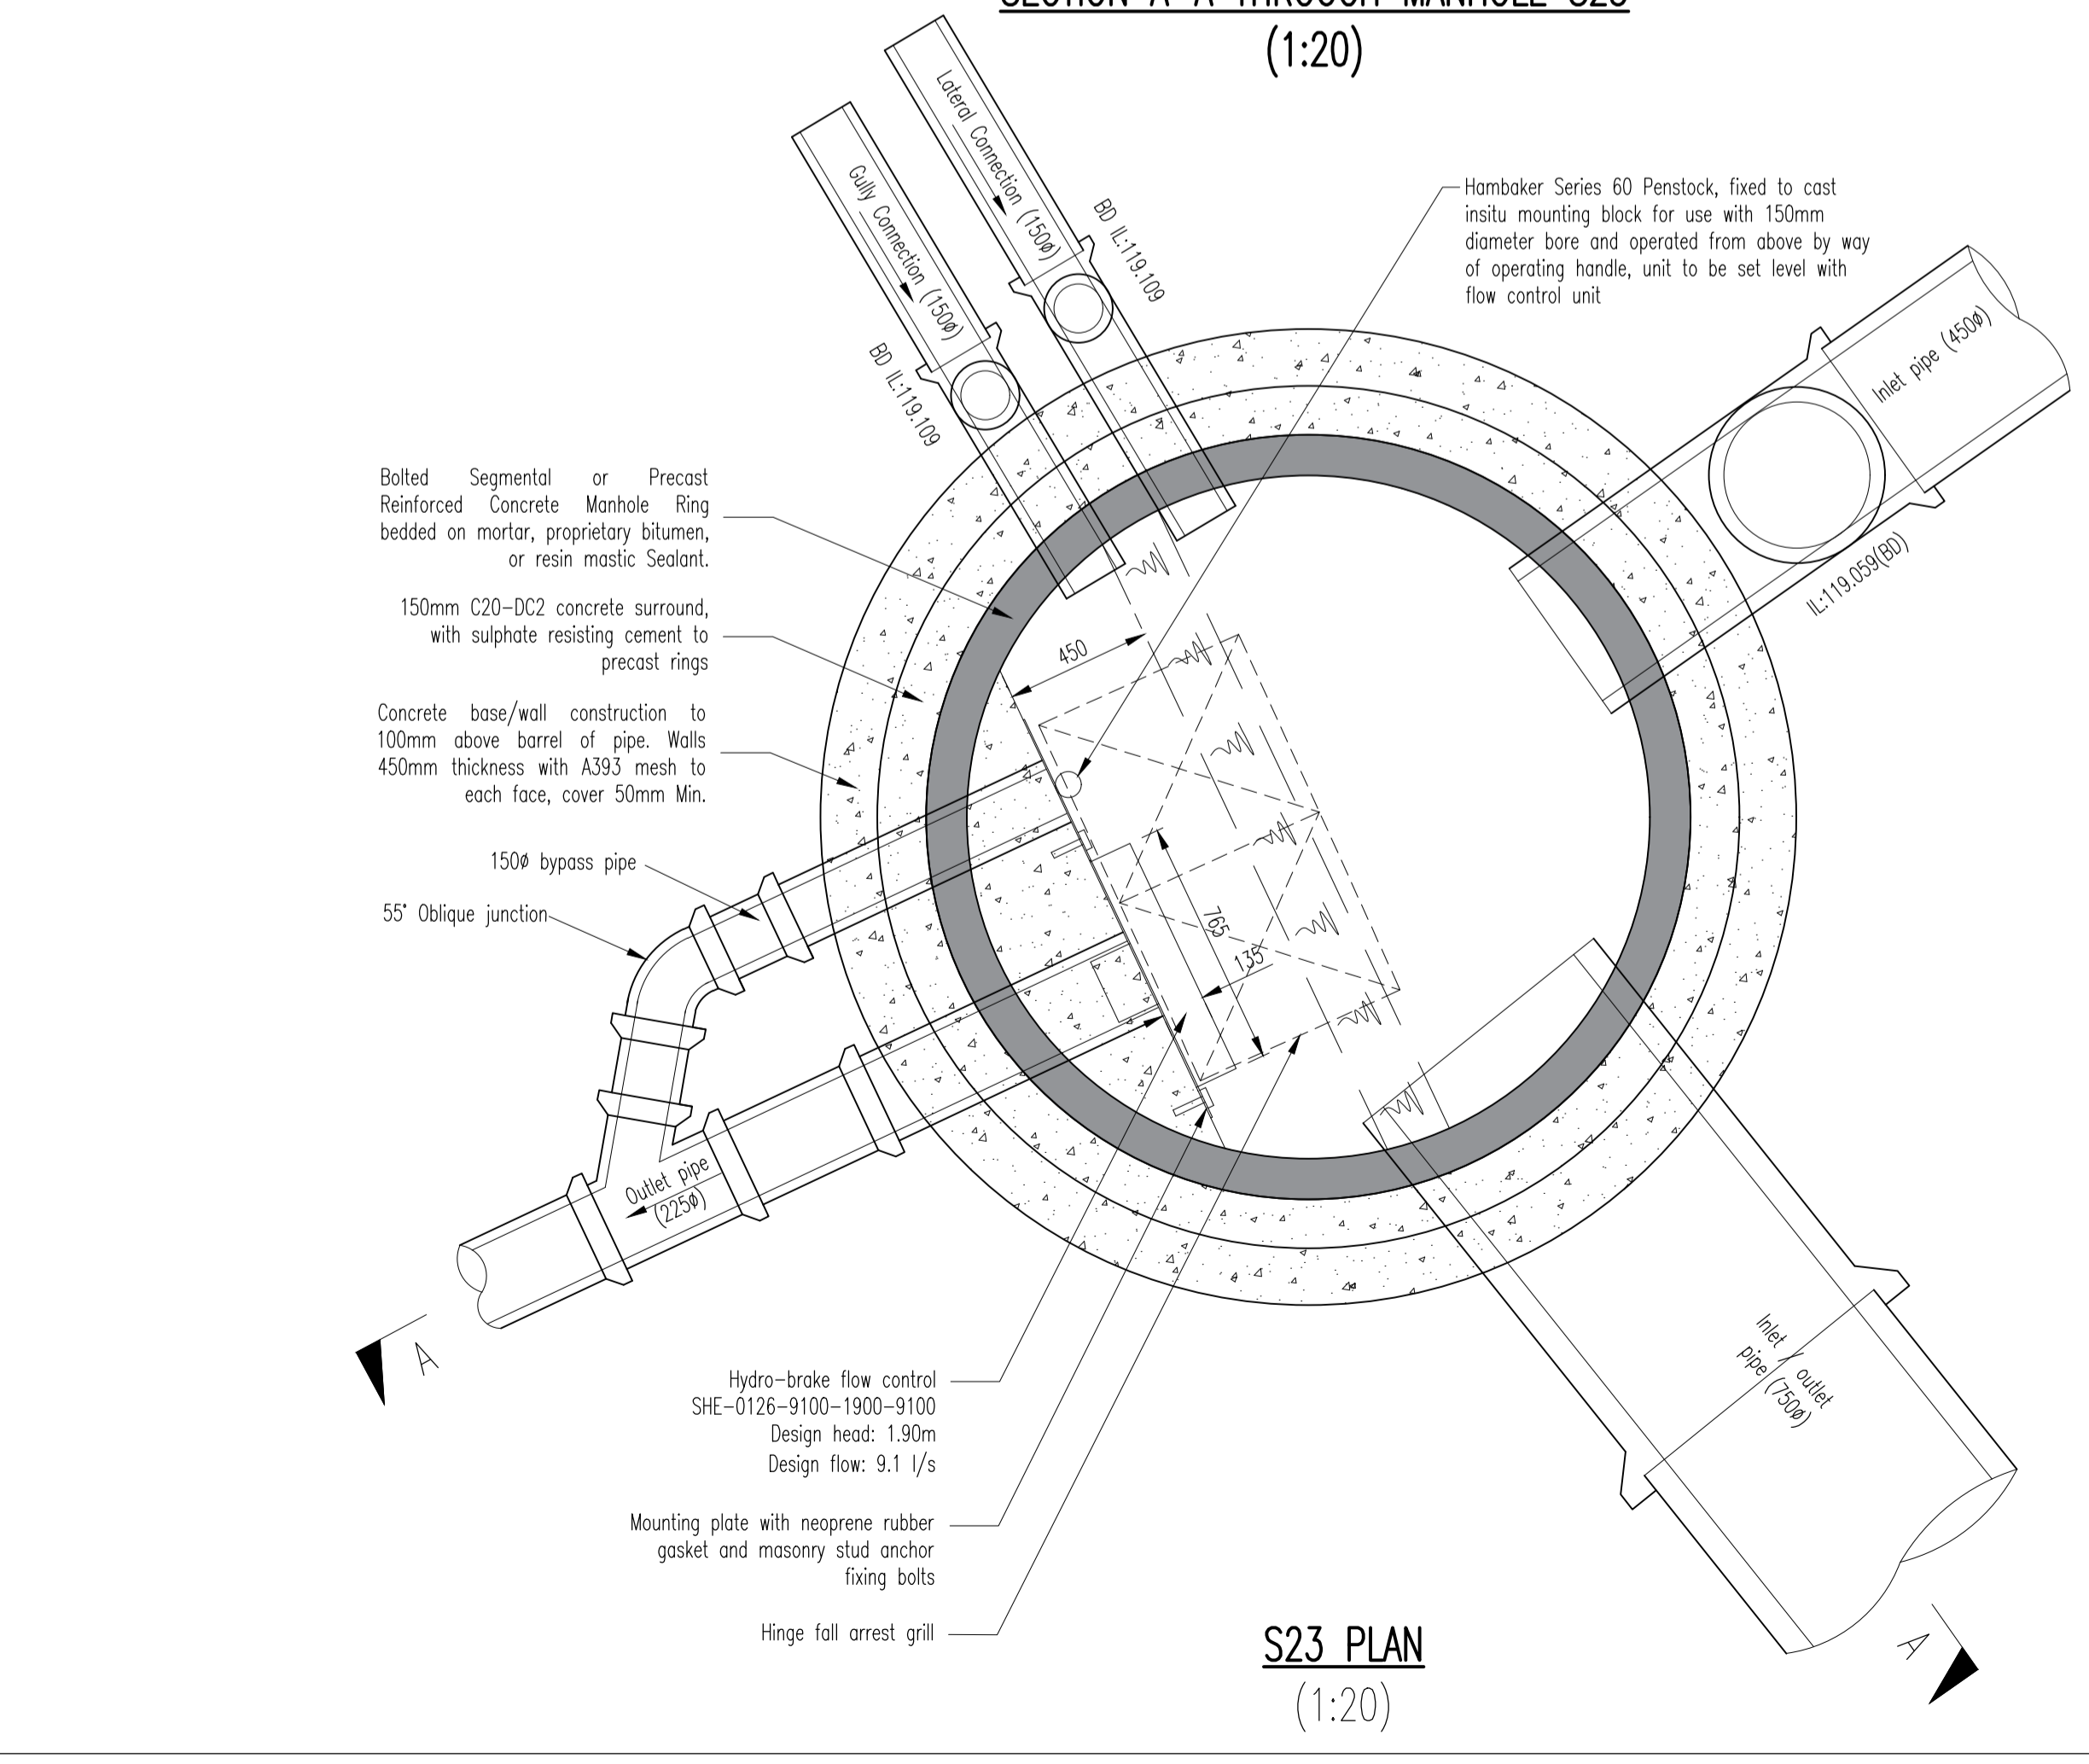 SECTION A-A THROUGH MANHOLE S23
(1:20)
Lateral Connection (150ø)
BD IL:119.109
Gully Connection (150ø)
BD IL:119.109
Hambaker Series 60 Penstock, fixed to cast
insitu mounting block for use with 150mm
diameter bore and operated from above by way
of operating handle, unit to be set level with
flow control unit
Inlet pipe (450ø)
IL:119.059(BD)
Bolted Segmental or Precast
Reinforced Concrete Manhole Ring
bedded on mortar, proprietary bitumen,
or resin mastic Sealant.
150mm C20-DC2 concrete surround,
with sulphate resisting cement to
precast rings
Concrete base/wall construction to
100mm above barrel of pipe. Walls
450mm thickness with A393 mesh to
each face, cover 50mm Min.
150ø bypass pipe
55° Oblique junction
450
765
135
Outlet pipe
(225ø)
A
Hydro-brake flow control
SHE-0126-9100-1900-9100
Design head: 1.90m
Design flow: 9.1 l/s
Mounting plate with neoprene rubber
gasket and masonry stud anchor
fixing bolts
Hinge fall arrest grill
Inlet / outlet
pipe (750ø)
A
S23 PLAN
(1:20)